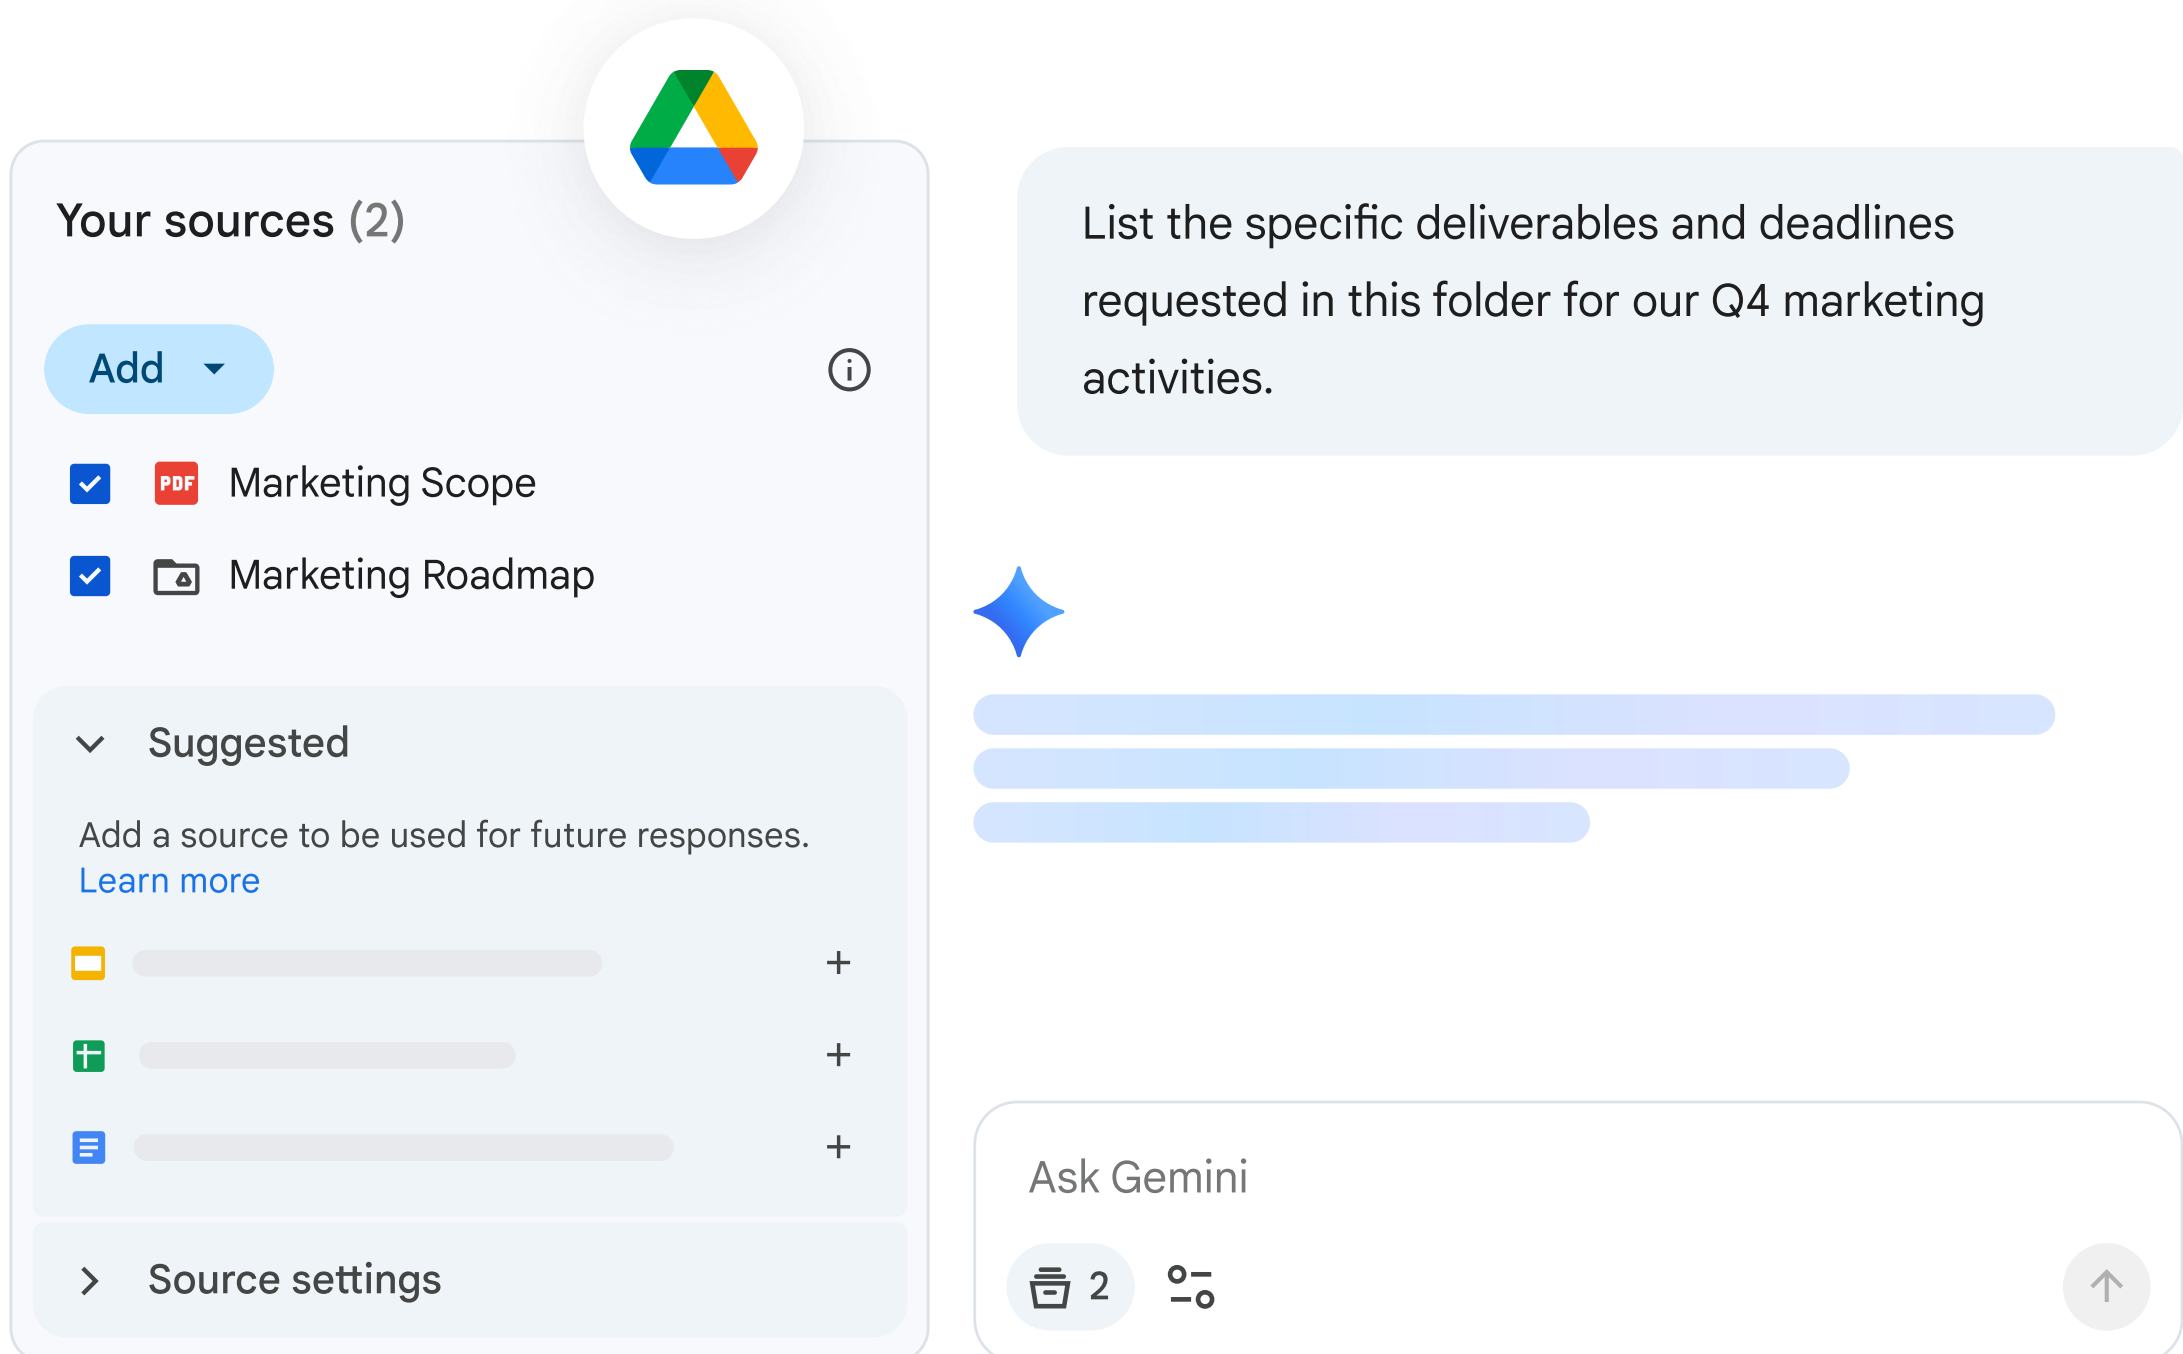 Your sources (2)
Add
PDF Marketing Scope
Marketing Roadmap
Suggested
Add a source to be used for future responses.
Learn more
Source settings
List the specific deliverables and deadlines
requested in this folder for our Q4 marketing
activities.
Ask Gemini
2